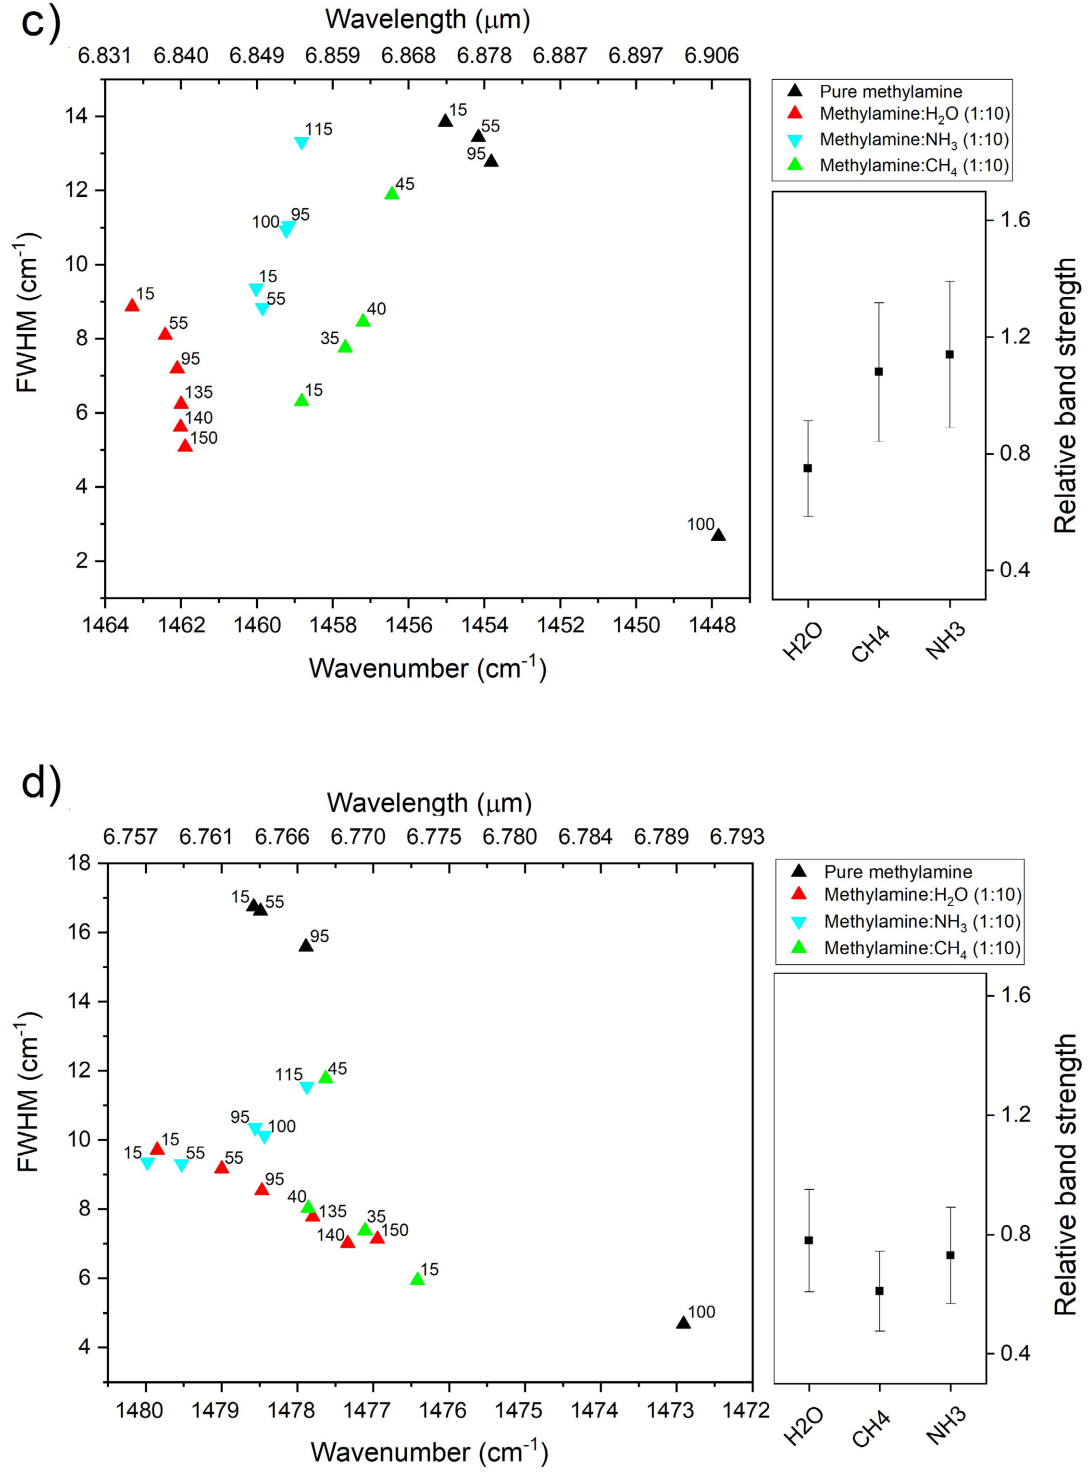 c)
Wavelength (μm)
6.831 6.840 6.849 6.859 6.868 6.878 6.887 6.897 6.906
14
12
10
8
6
4
2
FWHM (cm⁻¹)
115
15
55
95
45
100 95
15
55
40
35
15
15
55
95
135
140
150
100
1464 1462 1460 1458 1456 1454 1452 1450 1448
Wavenumber (cm⁻¹)
Pure methylamine
Methylamine:H₂O (1:10)
Methylamine:NH₃ (1:10)
Methylamine:CH₄ (1:10)
1.6
1.2
0.8
0.4
Relative band strength
H2O CH4 NH3
d)
Wavelength (μm)
6.757 6.761 6.766 6.770 6.775 6.780 6.784 6.789 6.793
18
16
14
12
10
8
6
4
FWHM (cm⁻¹)
15 55
95
115 45
95 100
15 15 55 55
95
40 135
140 35 150
15
100
1480 1479 1478 1477 1476 1475 1474 1473 1472
Wavenumber (cm⁻¹)
Pure methylamine
Methylamine:H₂O (1:10)
Methylamine:NH₃ (1:10)
Methylamine:CH₄ (1:10)
1.6
1.2
0.8
0.4
Relative band strength
H2O CH4 NH3